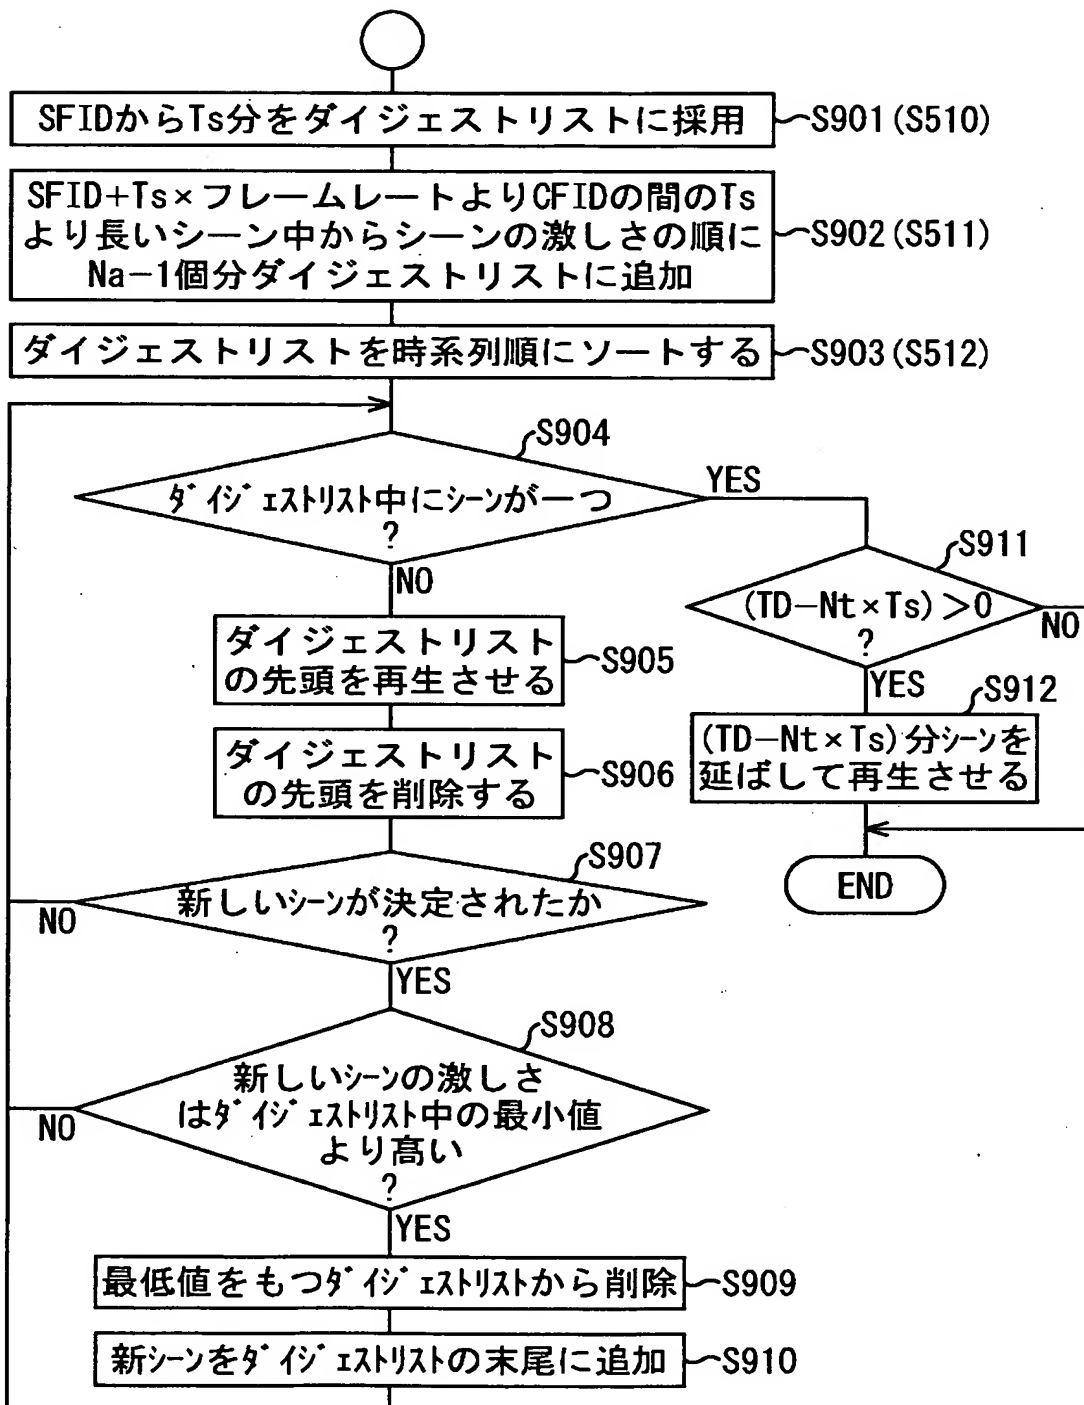 SFIDからTs分をダイジェストリストに採用
S901(S510)
SFID+Ts×フレームレートよりCFIDの間のTs
より長いシーン中からシーンの激しさの順に
Na-1個分ダイジェストリストに追加
S902(S511)
ダイジェストリストを時系列順にソートする
S903(S512)
S904
ダイジェストリスト中にシーンが一つ
?
YES
NO
S911
(TD-Nt×Ts)>0
?
NO
YES
ダイジェストリスト
の先頭を再生させる
S905
S912
(TD-Nt×Ts)分シーンを
延ばして再生させる
ダイジェストリスト
の先頭を削除する
S906
END
S907
新しいシーンが決定されたか
?
NO
YES
S908
新しいシーンの激しさ
はダイジェストリスト中の最小値
より高い
?
NO
YES
最低値をもつダイジェストリストから削除
S909
新シーンをダイジェストリストの末尾に追加
S910